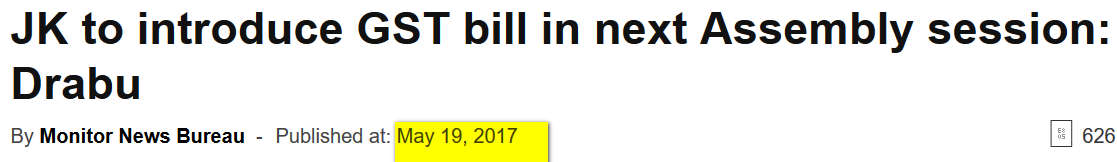 JK to introduce GST bill in next Assembly session:
Drabu
By Monitor News Bureau - Published at: May 19, 2017 626